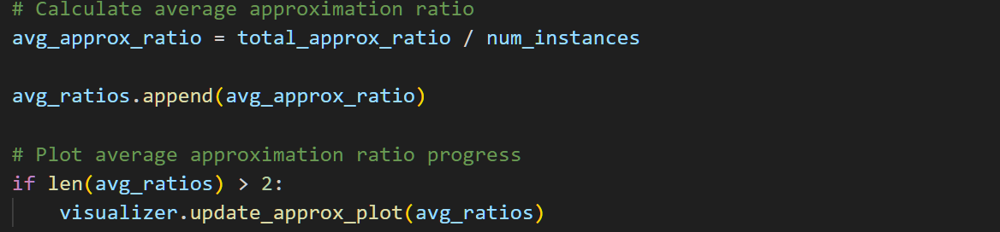 # Calculate average approximation ratio
avg_approx_ratio = total_approx_ratio / num_instances
avg_ratios.append(avg_approx_ratio)
# Plot average approximation ratio progress
if len(avg_ratios) > 2:
    visualizer.update_approx_plot(avg_ratios)